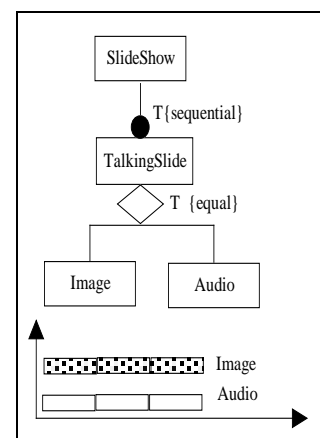 SlideShow
T{sequential}
TalkingSlide
T {equal}
Image
Audio
Image
Audio